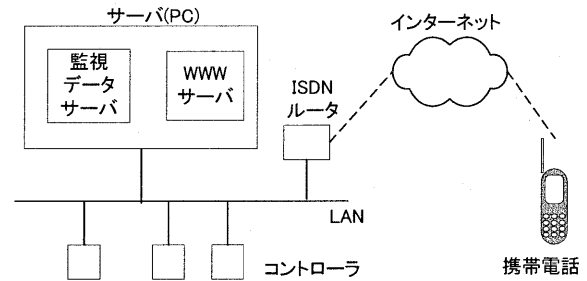 サーバ(PC)
監視
データ
サーバ
WWW
サーバ
ISDN
ルータ
インターネット
LAN
コントローラ
携帯電話